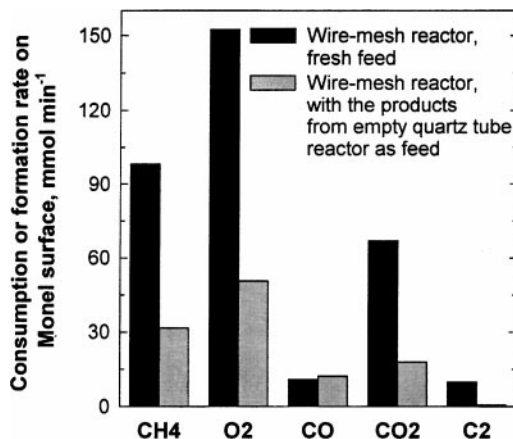 Consumption or formation rate on
Monel surface, mmol min⁻¹
150
120
90
60
30
0
Wire-mesh reactor,
fresh feed
Wire-mesh reactor,
with the products
from empty quartz tube
reactor as feed
CH4 O2 CO CO2 C2